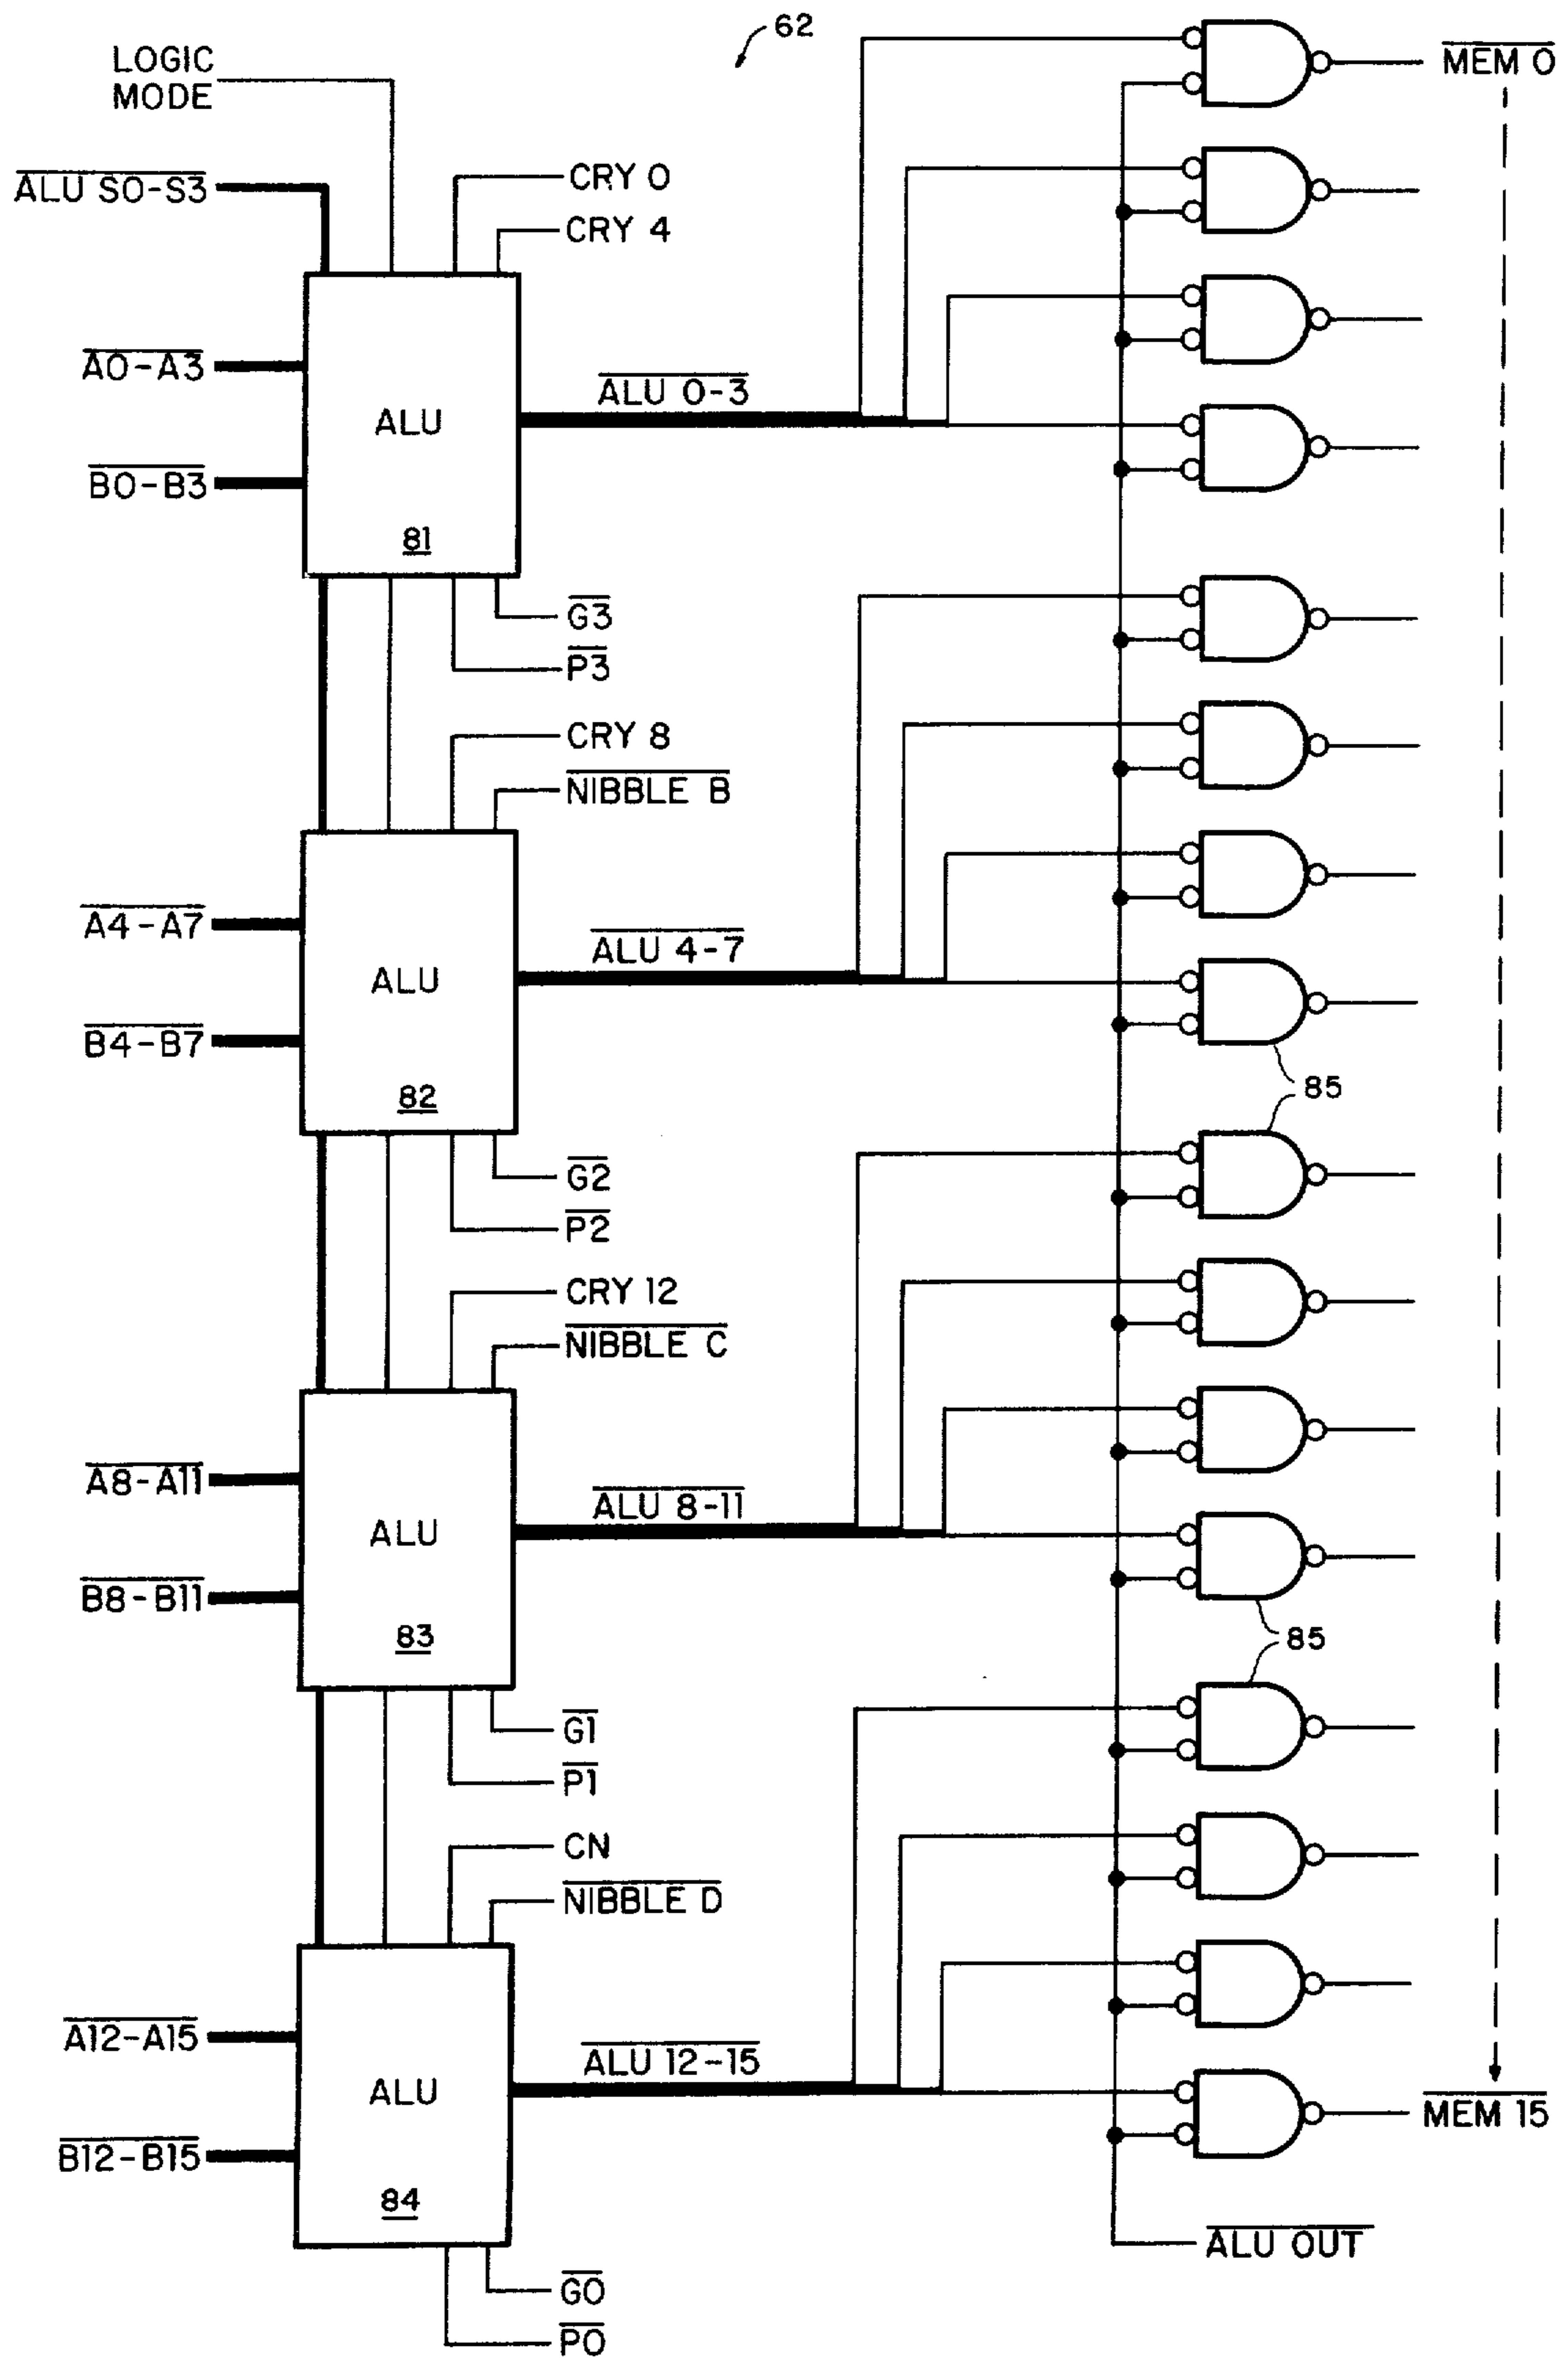 62
LOGIC
MODE
MEM 0
ALU S0-S3
CRY 0
CRY 4
A0-A3
ALU 0-3
ALU
B0-B3
81
G3
P3
CRY 8
NIBBLE B
A4-A7
ALU 4-7
ALU
B4-B7
82
85
G2
P2
CRY 12
NIBBLE C
A8-A11
ALU 8-11
ALU
B8-B11
83
85
G1
P1
CN
NIBBLE D
A12-A15
ALU 12-15
ALU
MEM 15
B12-B15
84
ALU OUT
G0
P0